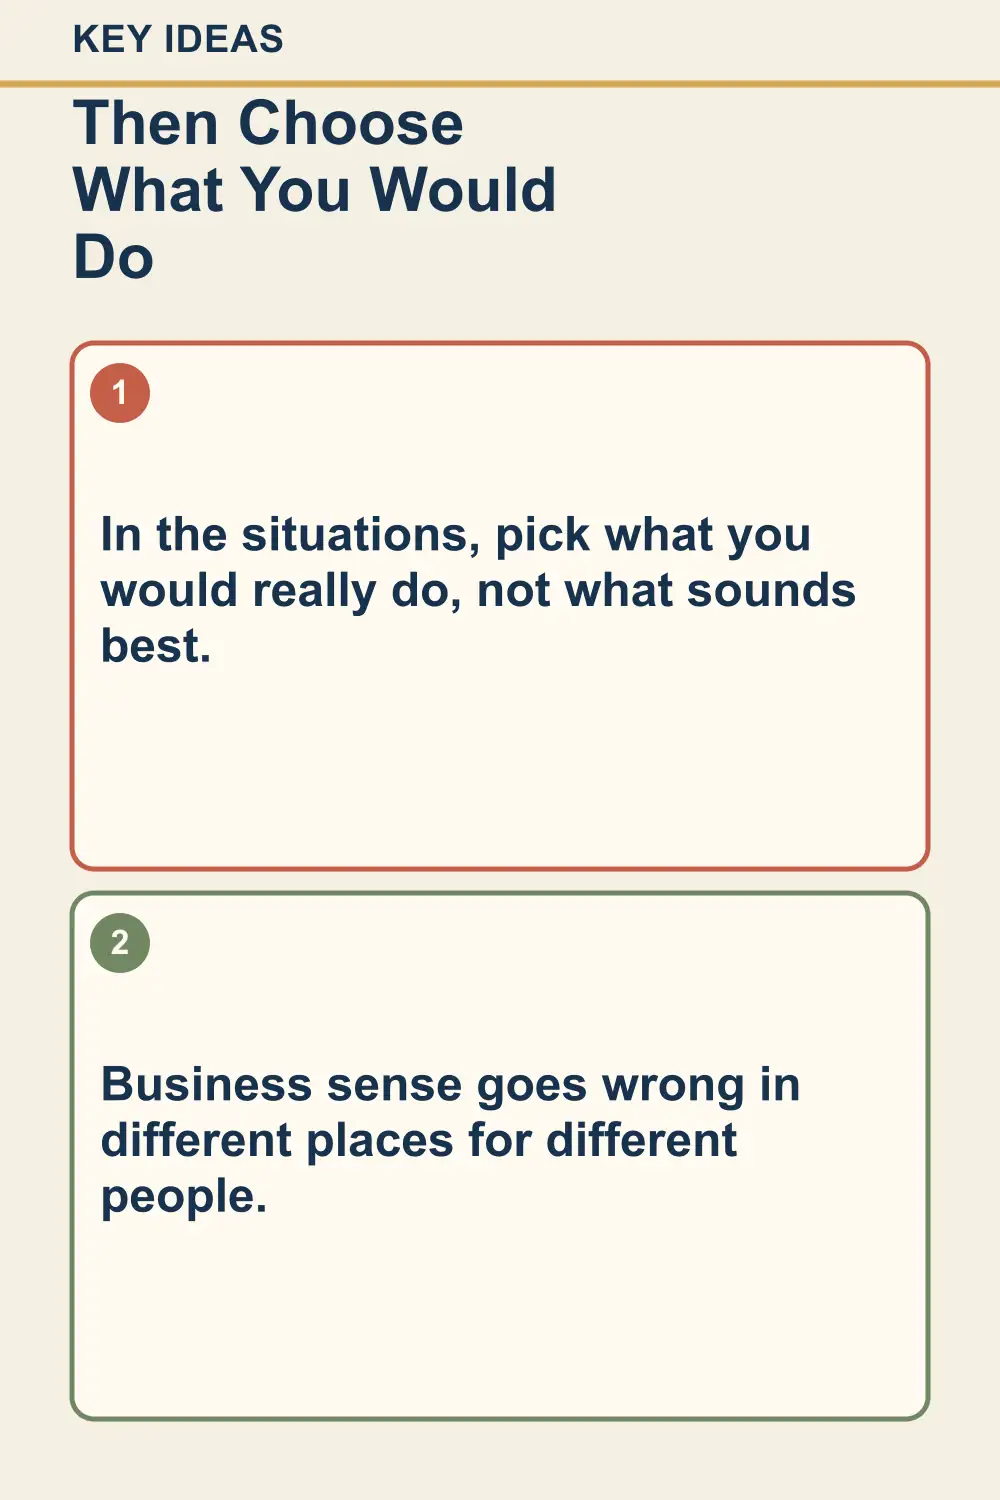 KEY IDEAS
Then Choose
What You Would
Do
1
In the situations, pick what you
would really do, not what sounds
best.
2
Business sense goes wrong in
different places for different
people.